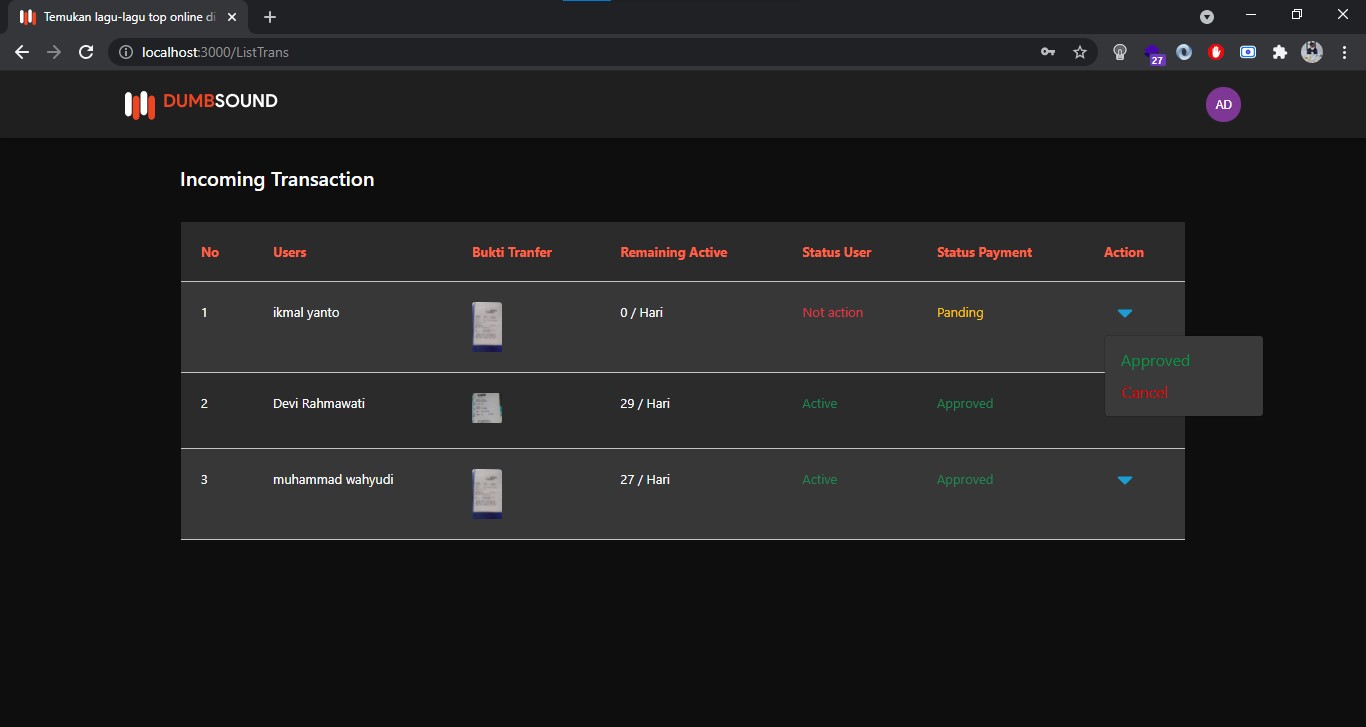 Temukan lagu-lagu top online di
localhost:3000/ListTrans
27
DUMBSOUND
AD
Incoming Transaction
No Users Bukti Tranfer Remaining Active Status User Status Payment Action
1 ikmal yanto 0 / Hari Not action Panding
Approved
Cancel
2 Devi Rahmawati 29 / Hari Active Approved
3 muhammad wahyudi 27 / Hari Active Approved